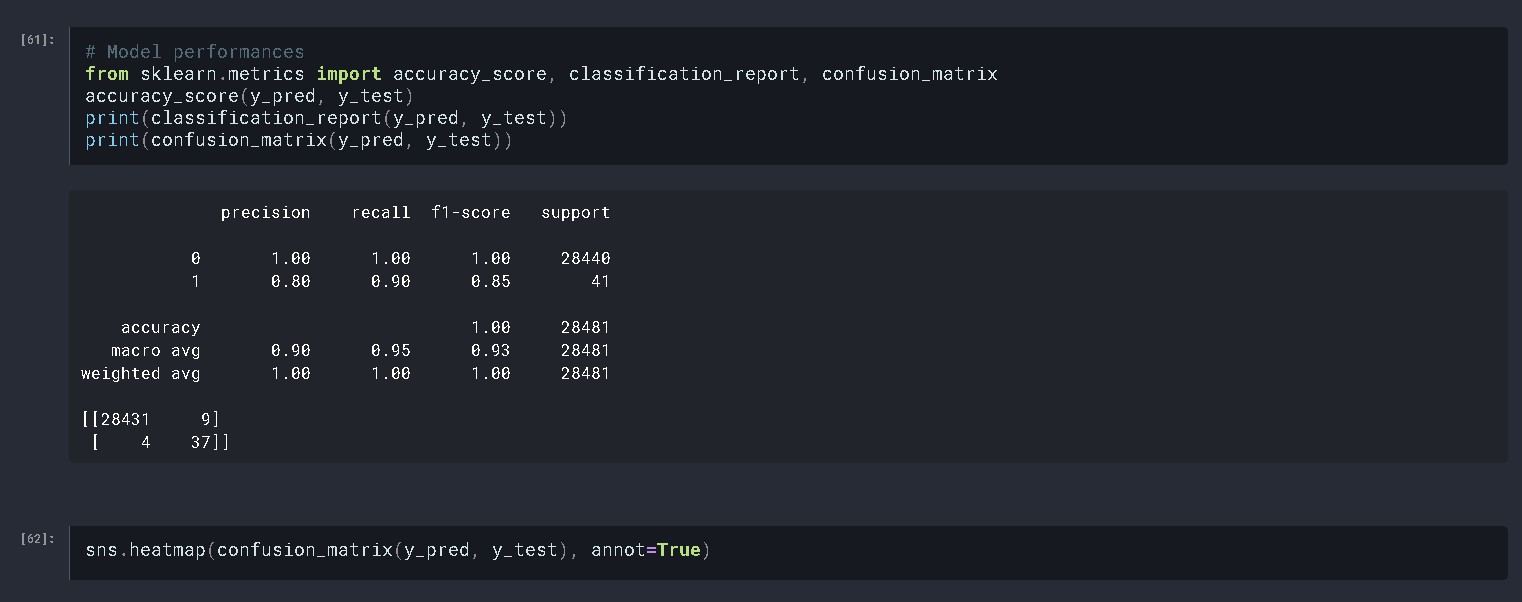 [61]:
# Model performances
from sklearn.metrics import accuracy_score, classification_report, confusion_matrix
accuracy_score(y_pred, y_test)
print(classification_report(y_pred, y_test))
print(confusion_matrix(y_pred, y_test))
precision recall f1-score support
0 1.00 1.00 1.00 28440
1 0.80 0.90 0.85 41
accuracy 1.00 28481
macro avg 0.90 0.95 0.93 28481
weighted avg 1.00 1.00 1.00 28481
[[28431 9]
[ 4 37]]
[62]:
sns.heatmap(confusion_matrix(y_pred, y_test), annot=True)